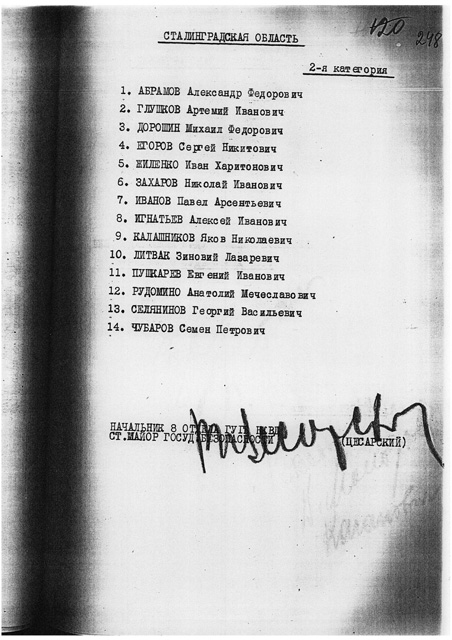 120
248
СТАЛИНГРАДСКАЯ ОБЛАСТЬ
2-я категория
1. АБРАМОВ Александр Федорович
2. ГЛУШКОВ Артемий Иванович
3. ДОРОШИН Михаил Федорович
4. ЕГОРОВ Сергей Никитович
5. ЖИЛЕНКО Иван Харитонович
6. ЗАХАРОВ Николай Иванович
7. ИВАНОВ Павел Арсентьевич
8. ИГНАТЬЕВ Алексей Иванович
9. КАЛАШНИКОВ Яков Николаевич
10. ЛИТВАК Зиновий Лазаревич
11. ПУШКАРЕВ Евгений Иванович
12. РУДОМИНО Анатолий Мечеславович
13. СЕЛЯНИНОВ Георгий Васильевич
14. ЧУБАРОВ Семен Петрович
НАЧАЛЬНИК 8 ОТДЕЛА ГУГБ НКВД
СТ.МАЙОР ГОСУД.БЕЗОПАСНОСТИ (ЦЕСАРСКИЙ)